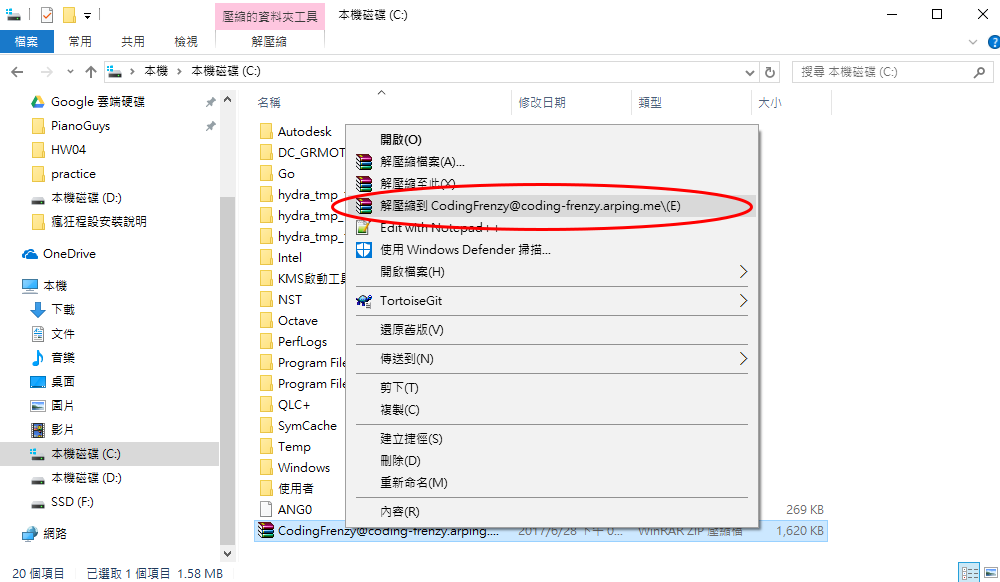 壓縮的資料夾工具
本機磁碟 (C:)
檔案
常用
共用
檢視
解壓縮
本機 › 本機磁碟 (C:)
搜尋 本機磁碟 (C:)
名稱
修改日期
類型
大小
Google 雲端硬碟
PianoGuys
HW04
practice
本機磁碟 (D:)
瘋狂程設安裝說明
OneDrive
本機
下載
文件
音樂
桌面
圖片
影片
本機磁碟 (C:)
本機磁碟 (D:)
SSD (F:)
網路
Autodesk
DC_GRMOT
Go
hydra_tmp_
hydra_tmp_
hydra_tmp_
Intel
KMS啟動工具
NST
Octave
PerfLogs
Program File
Program File
QLC+
SymCache
Temp
Windows
使用者
ANG0
269 KB
CodingFrenzy@coding-frenzy.arping....
2017/6/28 下午 0...
WinRAR ZIP 壓縮檔
1,620 KB
開啟(O)
解壓縮檔案(A)...
解壓縮至此(X)
解壓縮到 CodingFrenzy@coding-frenzy.arping.me\(E)
Edit with Notepad++
使用 Windows Defender 掃描...
開啟檔案(H)
TortoiseGit
還原舊版(V)
傳送到(N)
剪下(T)
複製(C)
建立捷徑(S)
刪除(D)
重新命名(M)
內容(R)
20 個項目
已選取 1 個項目 1.58 MB